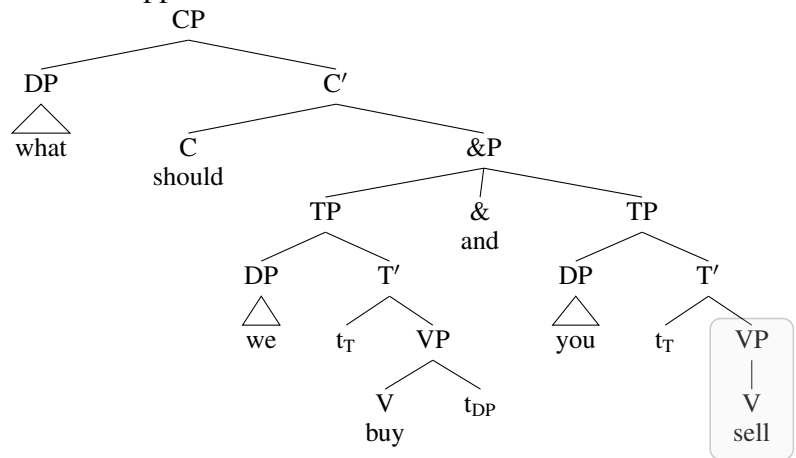 CP
DP C′
what C &P
should
TP & TP
and
DP T′ DP T′
we t_T VP you t_T VP
V t_DP V
buy sell